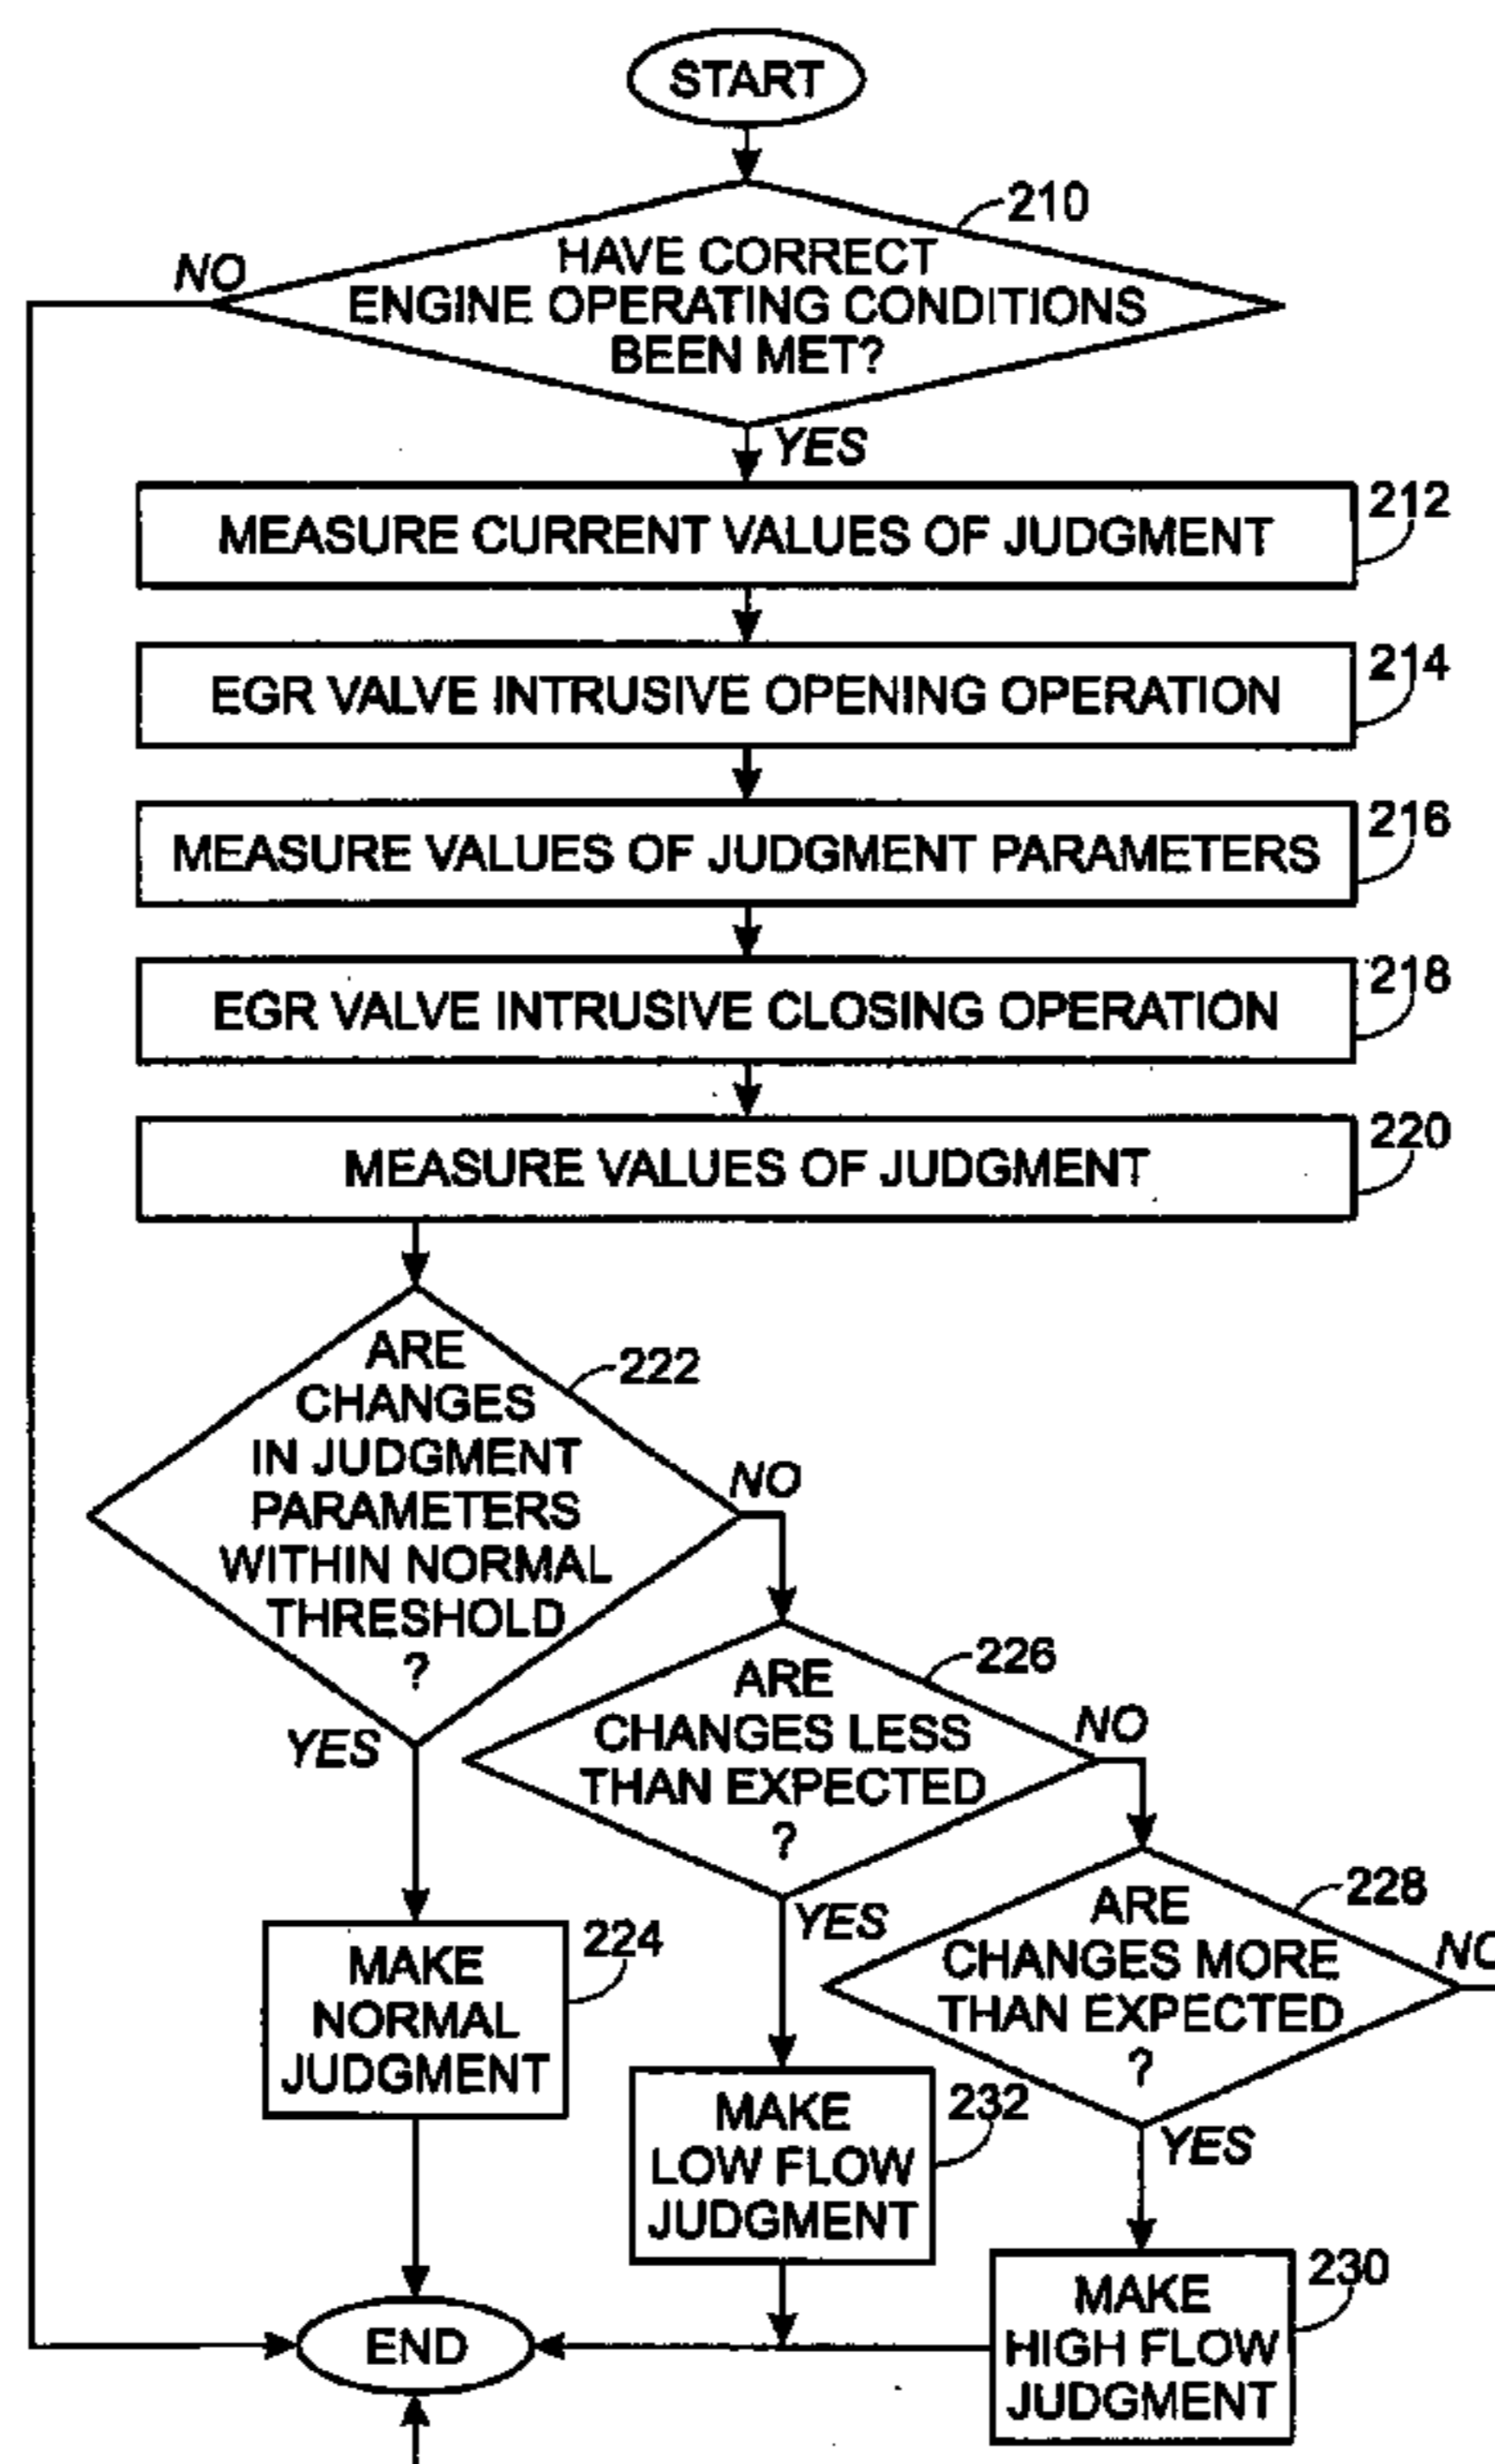 START
210
HAVE CORRECT
ENGINE OPERATING CONDITIONS
BEEN MET?
NO
YES
MEASURE CURRENT VALUES OF JUDGMENT
212
EGR VALVE INTRUSIVE OPENING OPERATION
214
MEASURE VALUES OF JUDGMENT PARAMETERS
216
EGR VALVE INTRUSIVE CLOSING OPERATION
218
MEASURE VALUES OF JUDGMENT
220
ARE
CHANGES
IN JUDGMENT
PARAMETERS
WITHIN NORMAL
THRESHOLD
?
222
NO
YES
ARE
CHANGES LESS
THAN EXPECTED
?
226
NO
YES
ARE
CHANGES MORE
THAN EXPECTED
?
228
NO
YES
MAKE
NORMAL
JUDGMENT
224
MAKE
LOW FLOW
JUDGMENT
232
MAKE
HIGH FLOW
JUDGMENT
230
END